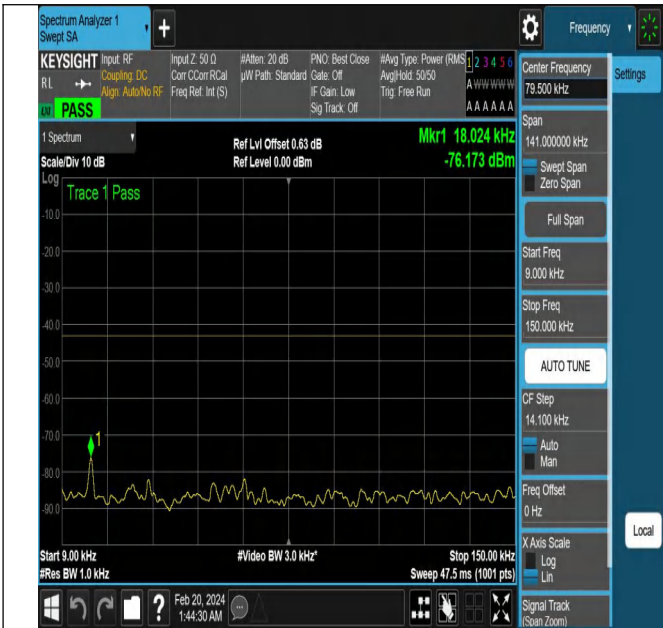 Spectrum Analyzer 1
Swept SA
+
Frequency
KEYSIGHT
RL
LXI
PASS
Input: RF
Coupling: DC
Align: Auto/No RF
Input Z: 50 Ω
Corr CCorr RCal
Freq Ref: Int (S)
#Atten: 20 dB
µW Path: Standard
PNO: Best Close
Gate: Off
IF Gain: Low
Sig Track: Off
#Avg Type: Power (RMS
Avg|Hold: 50/50
Trig: Free Run
1 2 3 4 5 6
A W W W W W
A A A A A A
Center Frequency
79.500 kHz
Settings
Span
141.000000 kHz
Swept Span
Zero Span
Full Span
Start Freq
9.000 kHz
Stop Freq
150.000 kHz
AUTO TUNE
CF Step
14.100 kHz
Auto
Man
Freq Offset
0 Hz
X Axis Scale
Log
Lin
Signal Track
(Span Zoom)
Local
1 Spectrum
Scale/Div 10 dB
Log
Ref Lvl Offset 0.63 dB
Ref Level 0.00 dBm
Mkr1 18.024 kHz
-76.173 dBm
Trace 1 Pass
-10.0
-20.0
-30.0
-40.0
-50.0
-60.0
-70.0
-80.0
-90.0
1
Start 9.00 kHz
#Res BW 1.0 kHz
#Video BW 3.0 kHz*
Stop 150.00 kHz
Sweep 47.5 ms (1001 pts)
?
Feb 20, 2024
1:44:30 AM